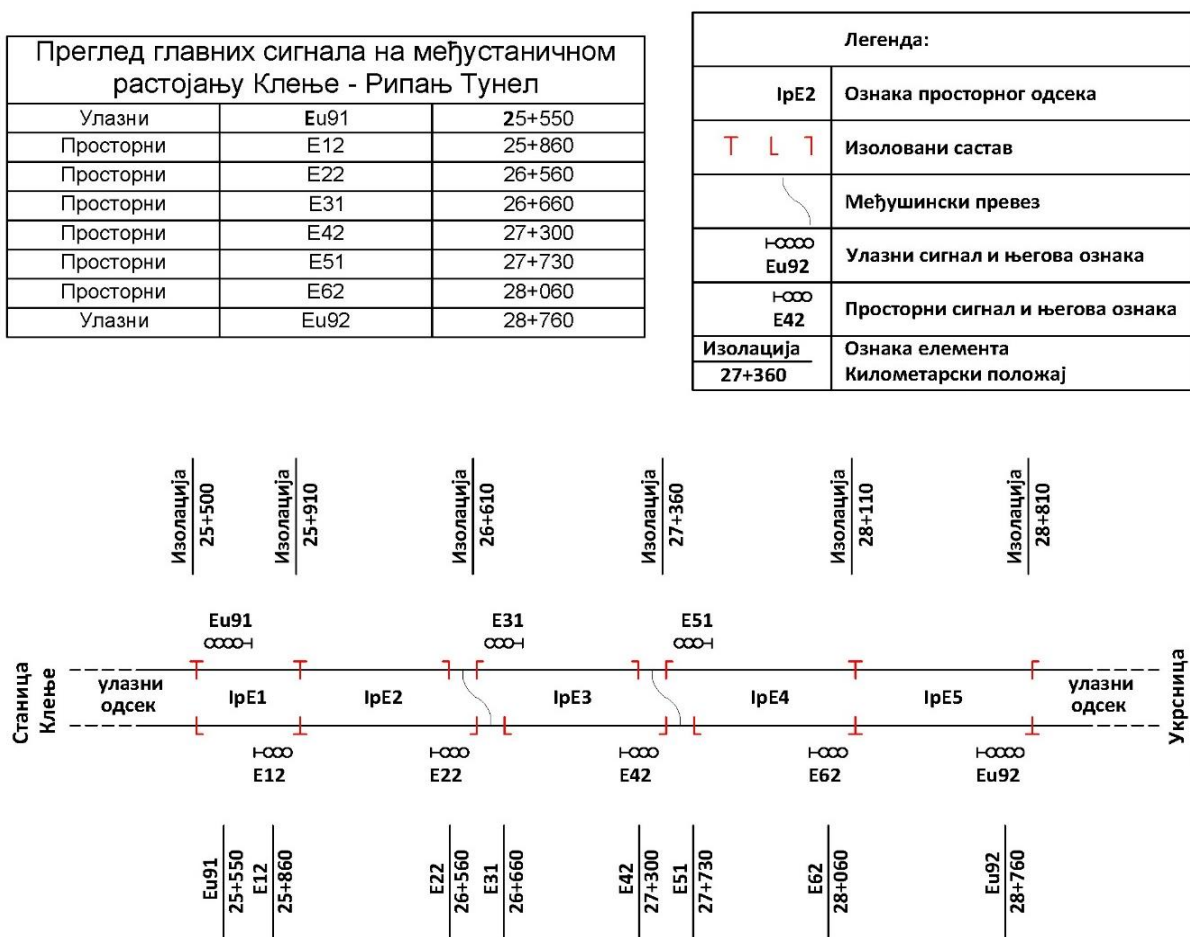 Преглед главних сигнала на међустаничном
растојању Клење - Рипањ Тунел
Улазни Eu91 25+550
Просторни E12 25+860
Просторни E22 26+560
Просторни E31 26+660
Просторни E42 27+300
Просторни E51 27+730
Просторни E62 28+060
Улазни Eu92 28+760
Легенда:
IpE2 Ознака просторног одсека
Изоловани састав
Међушински превез
Eu92 Улазни сигнал и његова ознака
E42 Просторни сигнал и његова ознака
Изолација Ознака елемента
27+360 Километарски положај
Изолација
25+500
Изолација
25+910
Изолација
26+610
Изолација
27+360
Изолација
28+110
Изолација
28+810
Eu91 E31 E51
Станица
Клење
улазни
одсек
IpE1 IpE2 IpE3 IpE4 IpE5
улазни
одсек
Укрсница
E12 E22 E42 E62 Eu92
Eu91
25+550
E12
25+860
E22
26+560
E31
26+660
E42
27+300
E51
27+730
E62
28+060
Eu92
28+760